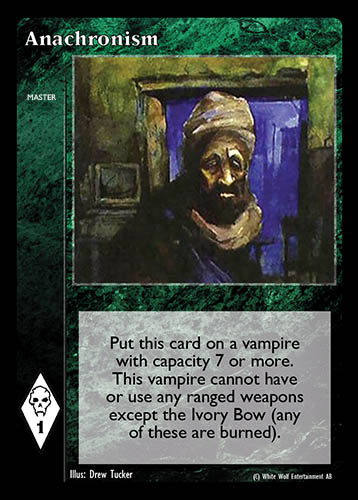 Anachronism
MASTER
Put this card on a vampire
with capacity 7 or more.
This vampire cannot have
or use any ranged weapons
except the Ivory Bow (any
of these are burned).
1
Illus: Drew Tucker
(C) White Wolf Entertainment AB